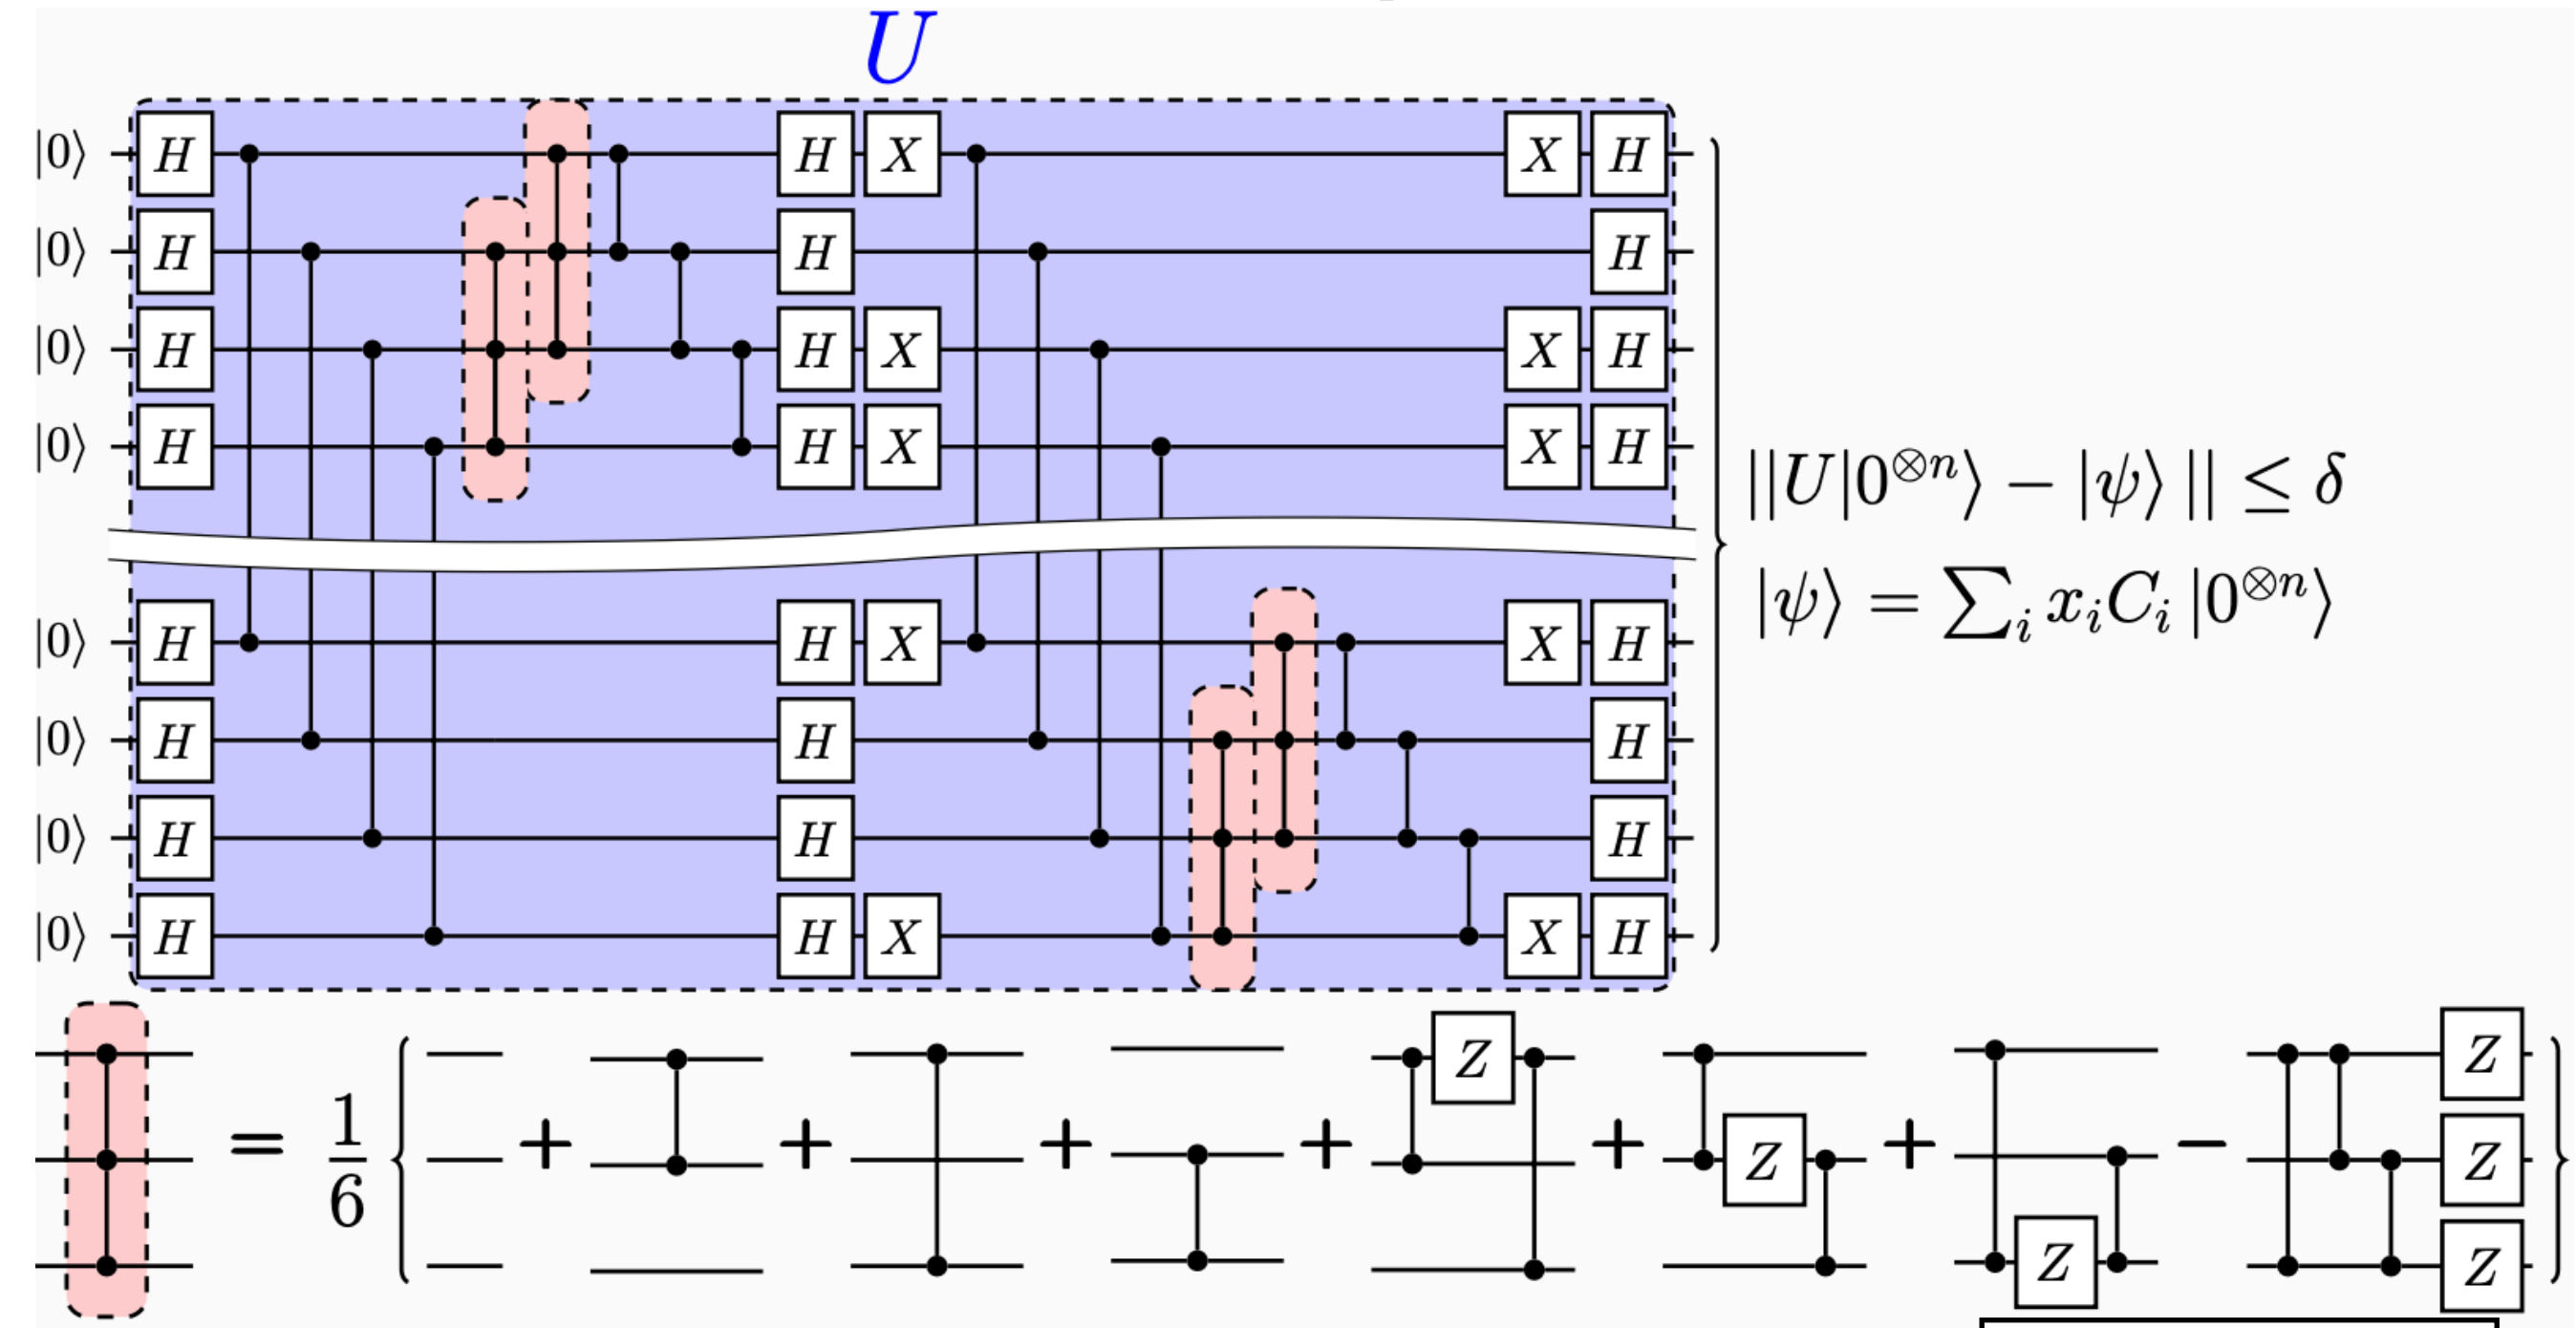 U
|0⟩ H H X X H
|0⟩ H H H
|0⟩ H H X X H
|0⟩ H H X X H
||U|0^{⊗n}⟩ − |ψ⟩|| ≤ δ
|ψ⟩ = ∑_i x_i C_i |0^{⊗n}⟩
|0⟩ H H X X H
|0⟩ H H H
|0⟩ H H H
|0⟩ H H X X H
= 1/6 { + + + + Z + Z + Z − Z Z Z }